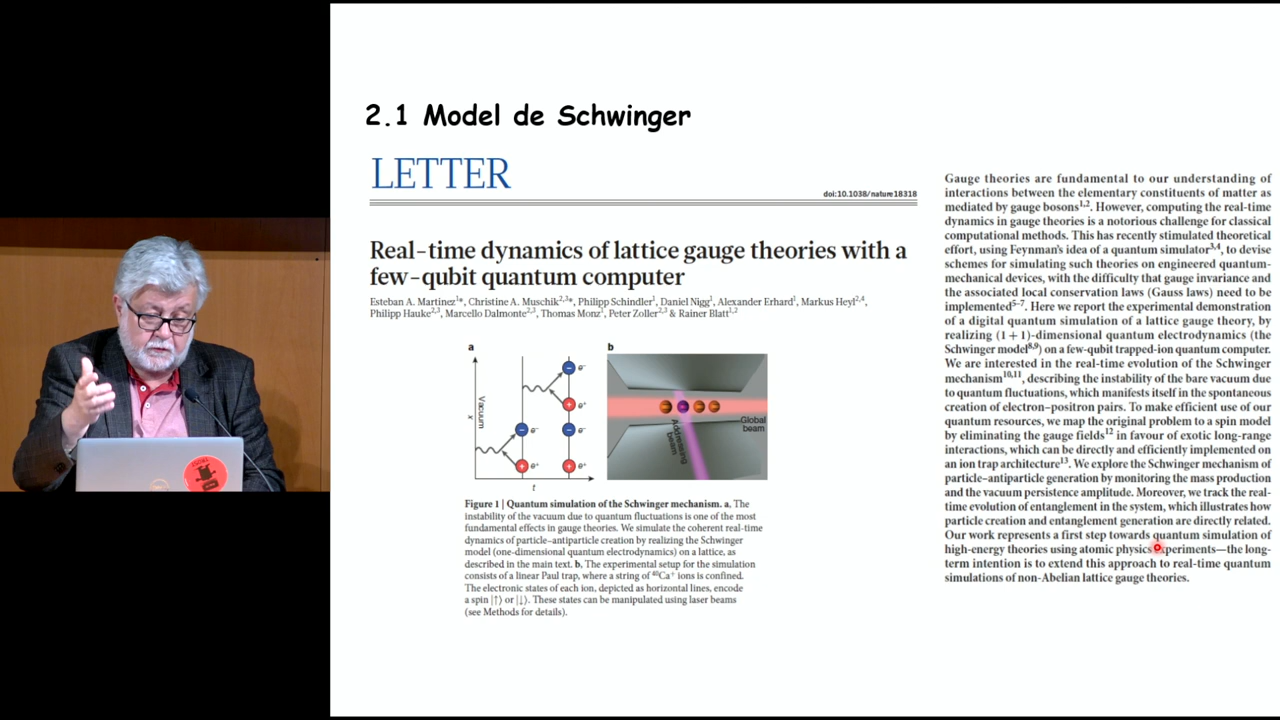 2.1 Model de Schwinger
LETTER
doi:10.1038/nature18318
Real-time dynamics of lattice gauge theories with a
few-qubit quantum computer
Esteban A. Martinez1*, Christine A. Muschik2,3*, Philipp Schindler1, Daniel Nigg1, Alexander Erhard1, Markus Heyl2,4,
Philipp Hauke2,3, Marcello Dalmonte2,3, Thomas Monz1, Peter Zoller2,3 & Rainer Blatt1,2
a
Vacuum
x
t
e−
e+
e−
e−
e+
e+
b
Global
beam
Addressing
beam
Figure 1 | Quantum simulation of the Schwinger mechanism. a, The
instability of the vacuum due to quantum fluctuations is one of the most
fundamental effects in gauge theories. We simulate the coherent real-time
dynamics of particle–antiparticle creation by realizing the Schwinger
model (one-dimensional quantum electrodynamics) on a lattice, as
described in the main text. b, The experimental setup for the simulation
consists of a linear Paul trap, where a string of 40Ca+ ions is confined.
The electronic states of each ion, depicted as horizontal lines, encode
a spin |↑⟩ or |↓⟩. These states can be manipulated using laser beams
(see Methods for details).
Gauge theories are fundamental to our understanding of
interactions between the elementary constituents of matter as
mediated by gauge bosons1,2. However, computing the real-time
dynamics in gauge theories is a notorious challenge for classical
computational methods. This has recently stimulated theoretical
effort, using Feynman's idea of a quantum simulator3,4, to devise
schemes for simulating such theories on engineered quantum-
mechanical devices, with the difficulty that gauge invariance and
the associated local conservation laws (Gauss laws) need to be
implemented5–7. Here we report the experimental demonstration
of a digital quantum simulation of a lattice gauge theory, by
realizing (1 + 1)-dimensional quantum electrodynamics (the
Schwinger model8,9) on a few-qubit trapped-ion quantum computer.
We are interested in the real-time evolution of the Schwinger
mechanism10,11, describing the instability of the bare vacuum due
to quantum fluctuations, which manifests itself in the spontaneous
creation of electron–positron pairs. To make efficient use of our
quantum resources, we map the original problem to a spin model
by eliminating the gauge fields12 in favour of exotic long-range
interactions, which can be directly and efficiently implemented on
an ion trap architecture13. We explore the Schwinger mechanism of
particle–antiparticle generation by monitoring the mass production
and the vacuum persistence amplitude. Moreover, we track the real-
time evolution of entanglement in the system, which illustrates how
particle creation and entanglement generation are directly related.
Our work represents a first step towards quantum simulation of
high-energy theories using atomic physics experiments—the long-
term intention is to extend this approach to real-time quantum
simulations of non-Abelian lattice gauge theories.